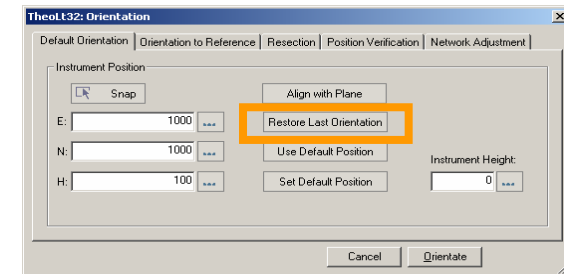 TheoLt32: Orientation
Default Orientation Orientation to Reference Resection Position Verification Network Adjustment
Instrument Position
Snap Align with Plane
E: 1000 ... Restore Last Orientation
N: 1000 ... Use Default Position Instrument Height:
H: 100 ... Set Default Position 0 ...
Cancel Orientate